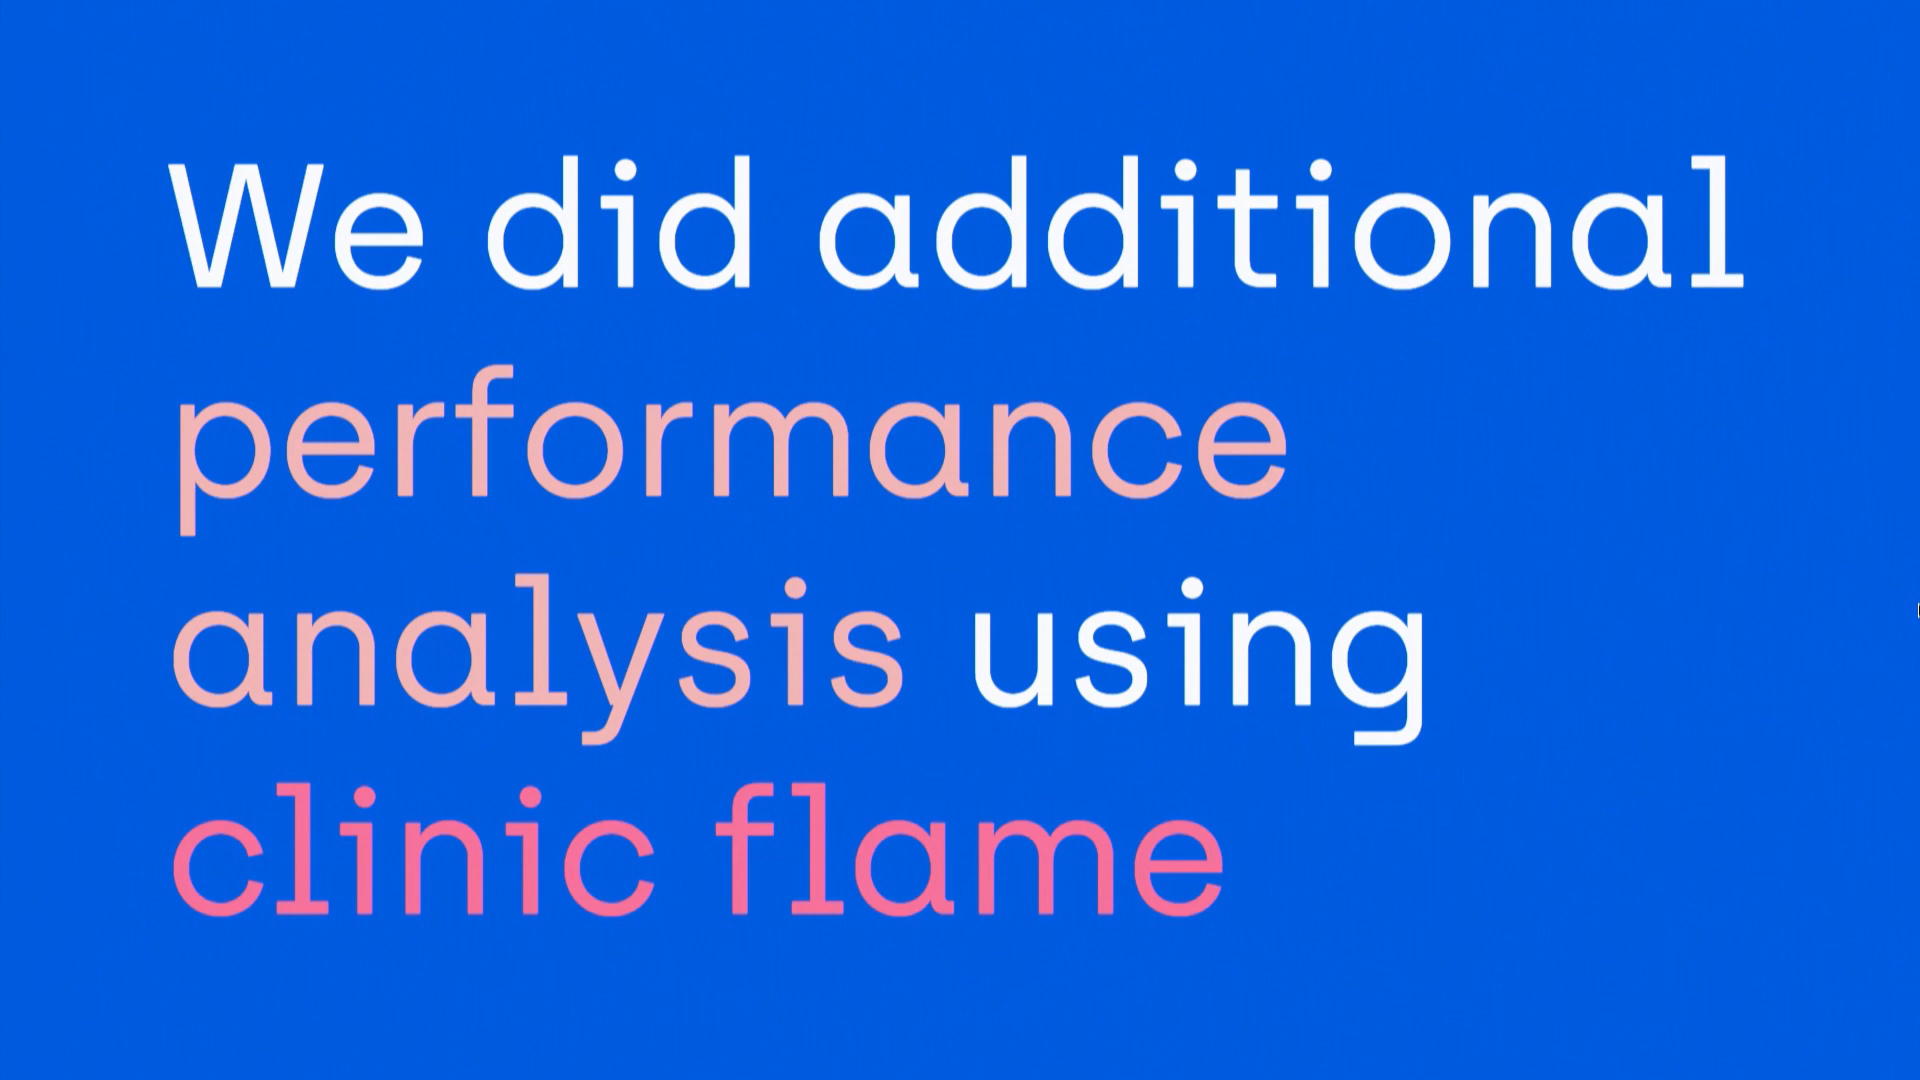 We did additional
performance
analysis using
clinic flame